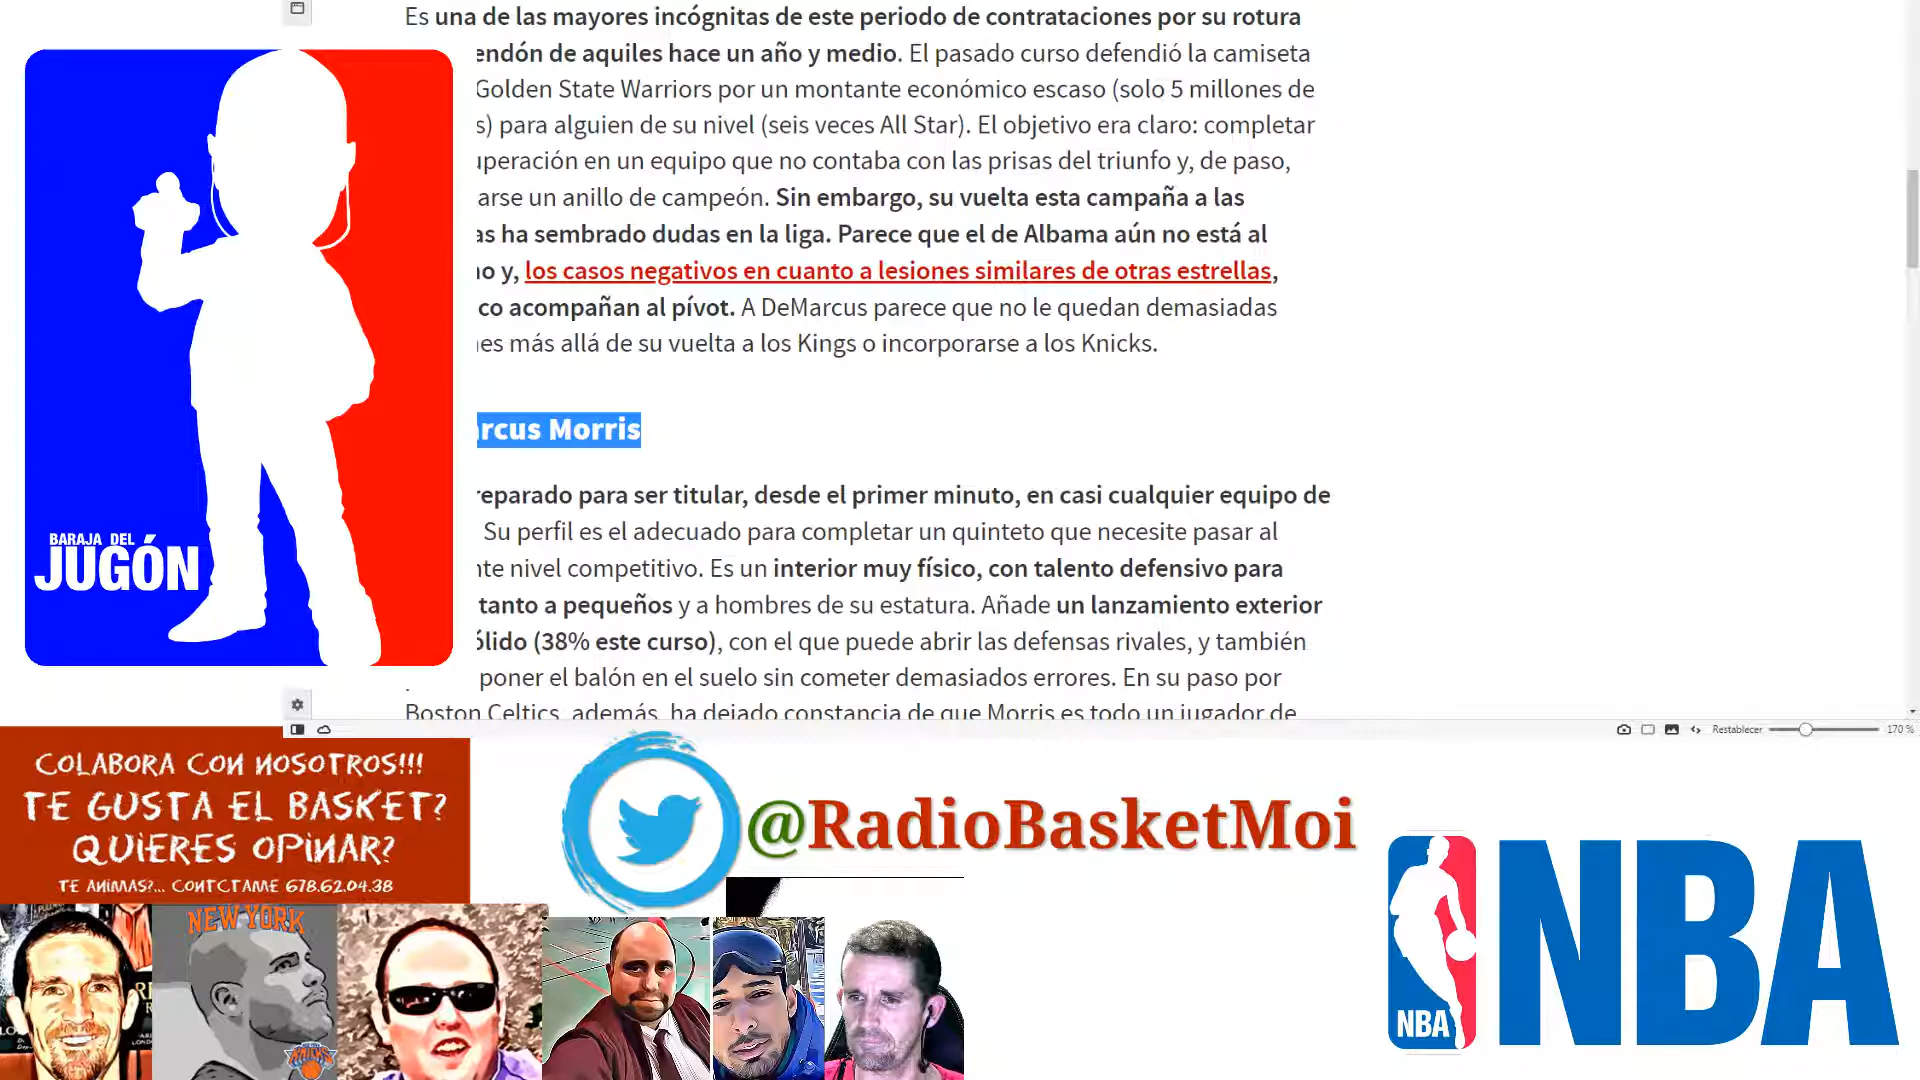 Es una de las mayores incógnitas de este periodo de contrataciones por su rotura
endón de aquiles hace un año y medio. El pasado curso defendió la camiseta
Golden State Warriors por un montante económico escaso (solo 5 millones de
s) para alguien de su nivel (seis veces All Star). El objetivo era claro: completar
uperación en un equipo que no contaba con las prisas del triunfo y, de paso,
arse un anillo de campeón. Sin embargo, su vuelta esta campaña a las
as ha sembrado dudas en la liga. Parece que el de Albama aún no está al
no y, los casos negativos en cuanto a lesiones similares de otras estrellas,
co acompañan al pívot. A DeMarcus parece que no le quedan demasiadas
nes más allá de su vuelta a los Kings o incorporarse a los Knicks.
arcus Morris
reparado para ser titular, desde el primer minuto, en casi cualquier equipo de
Su perfil es el adecuado para completar un quinteto que necesite pasar al
nte nivel competitivo. Es un interior muy físico, con talento defensivo para
tanto a pequeños y a hombres de su estatura. Añade un lanzamiento exterior
ólido (38% este curso), con el que puede abrir las defensas rivales, y también
poner el balón en el suelo sin cometer demasiados errores. En su paso por
Boston Celtics, además, ha dejado constancia de que Morris es todo un jugador de
BARAJA DEL
JUGÓN
Restablecer 170 %
COLABORA CON NOSOTROS!!!
TE GUSTA EL BASKET?
QUIERES OPINAR?
TE ANIMAS?... CONTCTAME 678.62.04.38
@RadioBasketMoi
NEW YORK
KNICKS
NBA
NBA